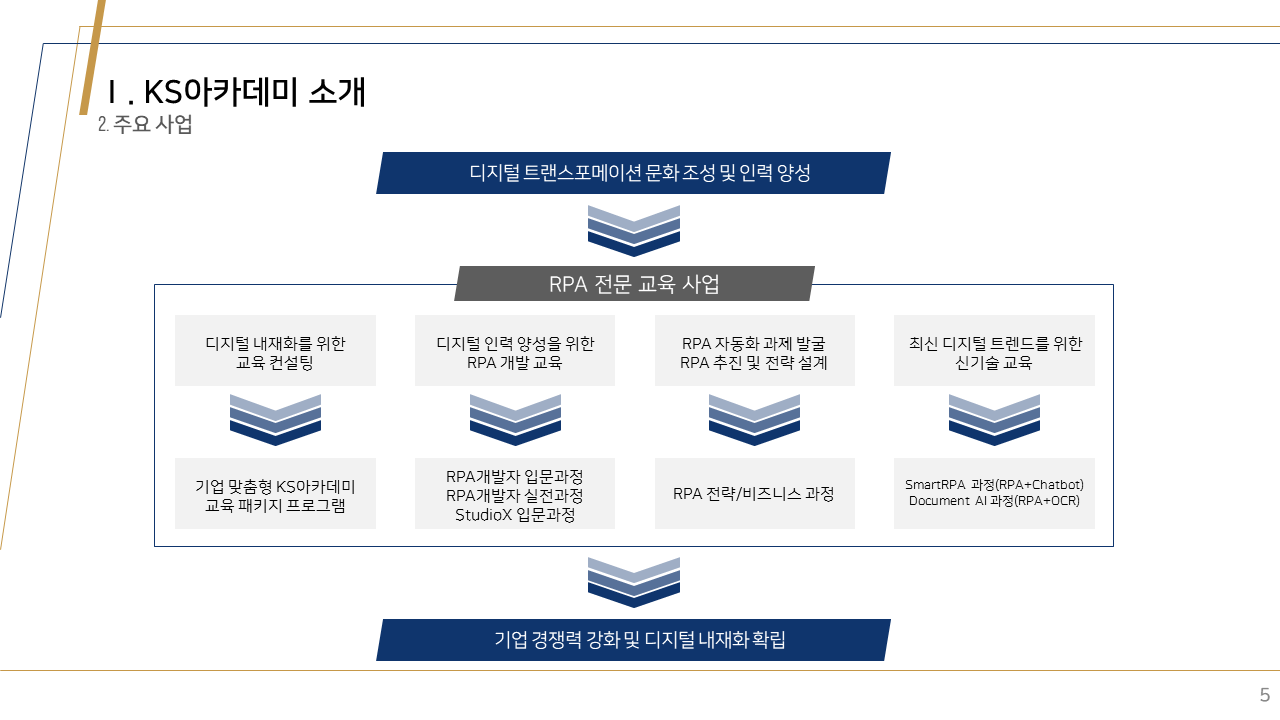 Ⅰ. KS아카데미 소개
2. 주요 사업
디지털 트랜스포메이션 문화 조성 및 인력 양성
RPA 전문 교육 사업
디지털 내재화를 위한
교육 컨설팅
디지털 인력 양성을 위한
RPA 개발 교육
RPA 자동화 과제 발굴
RPA 추진 및 전략 설계
최신 디지털 트렌드를 위한
신기술 교육
기업 맞춤형 KS아카데미
교육 패키지 프로그램
RPA개발자 입문과정
RPA개발자 실전과정
StudioX 입문과정
RPA 전략/비즈니스 과정
SmartRPA 과정(RPA+Chatbot)
Document AI 과정(RPA+OCR)
기업 경쟁력 강화 및 디지털 내재화 확립
5